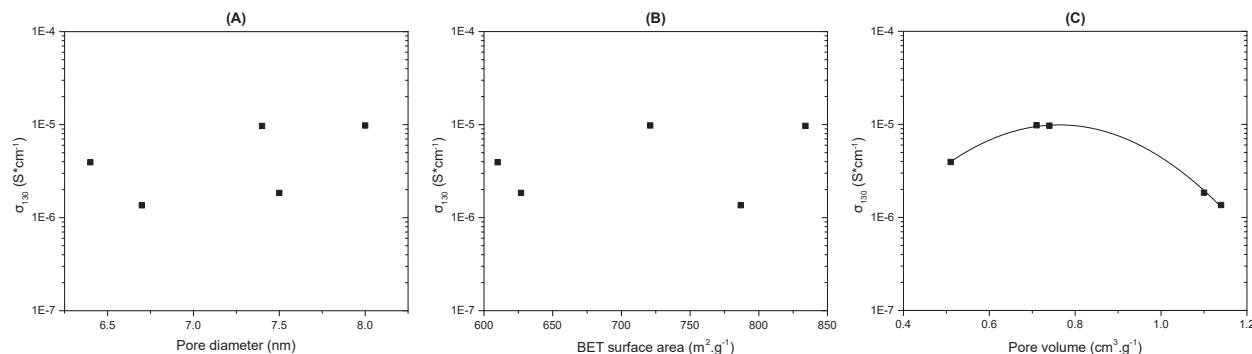 (A)
1E-4
1E-5
1E-6
1E-7
σ₁₃₀ (S*cm⁻¹)
6.5 7.0 7.5 8.0
Pore diameter (nm)
(B)
1E-4
1E-5
1E-6
1E-7
σ₁₃₀ (S*cm⁻¹)
600 650 700 750 800 850
BET surface area (m².g⁻¹)
(C)
1E-4
1E-5
1E-6
1E-7
σ₁₃₀ (S*cm⁻¹)
0.4 0.6 0.8 1.0 1.2
Pore volume (cm³.g⁻¹)